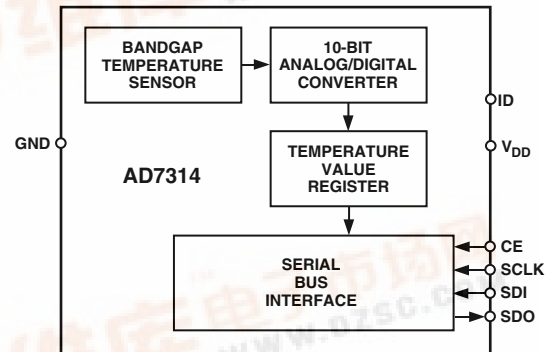 BANDGAP
TEMPERATURE
SENSOR
10-BIT
ANALOG/DIGITAL
CONVERTER
ID
GND
VDD
AD7314
TEMPERATURE
VALUE
REGISTER
SERIAL
BUS
INTERFACE
CE
SCLK
SDI
SDO